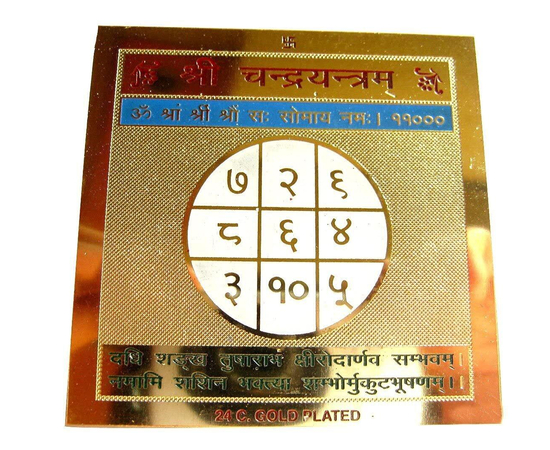 श्री चन्द्रयन्त्रम्
ॐ श्रां श्रीं श्रौं सः सोमाय नमः। ११०००
७ २ ९
८ ६ ४
३ १० ५
दधि शङ्ख तुषाराभं क्षीरोदार्णव सम्भवम्।
नमामि शशिन भक्त्या शम्भोर्मुकुटभूषणम्।।
24 C. GOLD PLATED